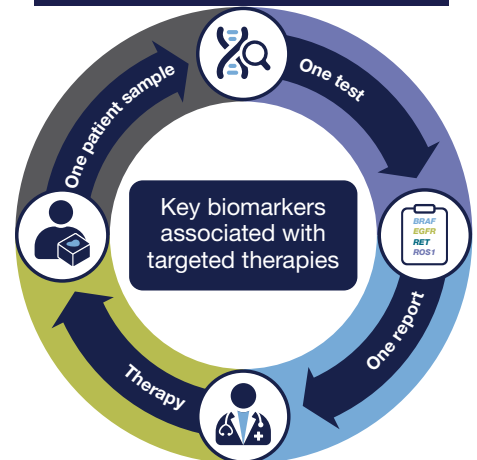 One patient sample
One test
BRAF
EGFR
RET
ROS1
Key biomarkers
associated with
targeted therapies
One report
Therapy